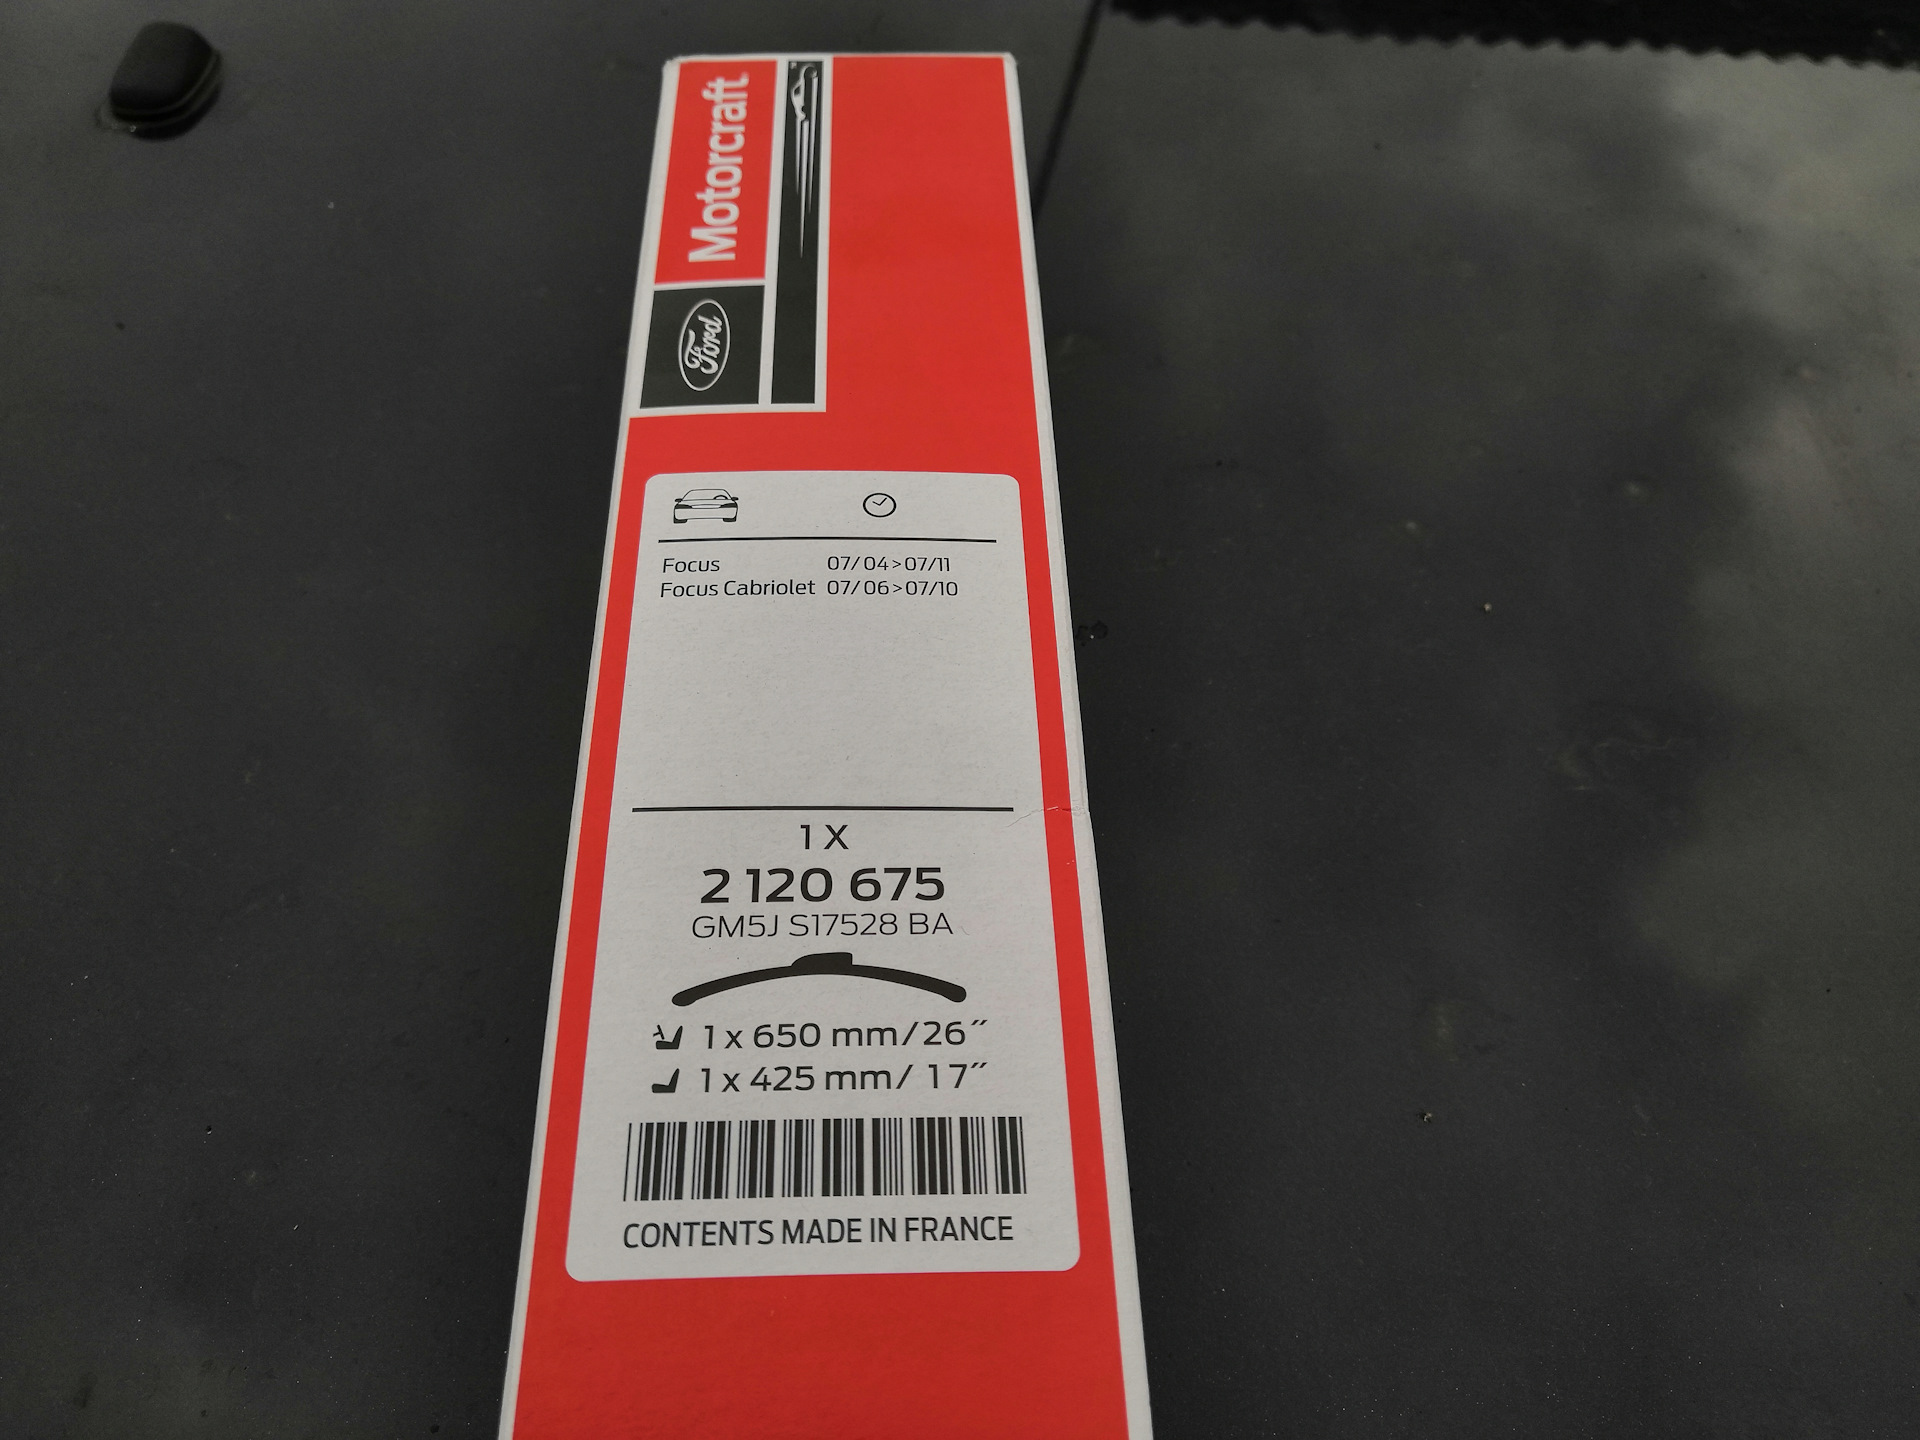 Motorcraft
Ford
Focus 07/04>07/11
Focus Cabriolet 07/06>07/10
1 X
2 120 675
GM5J S17528 BA
1 x 650 mm/26″
1 x 425 mm/ 17″
CONTENTS MADE IN FRANCE